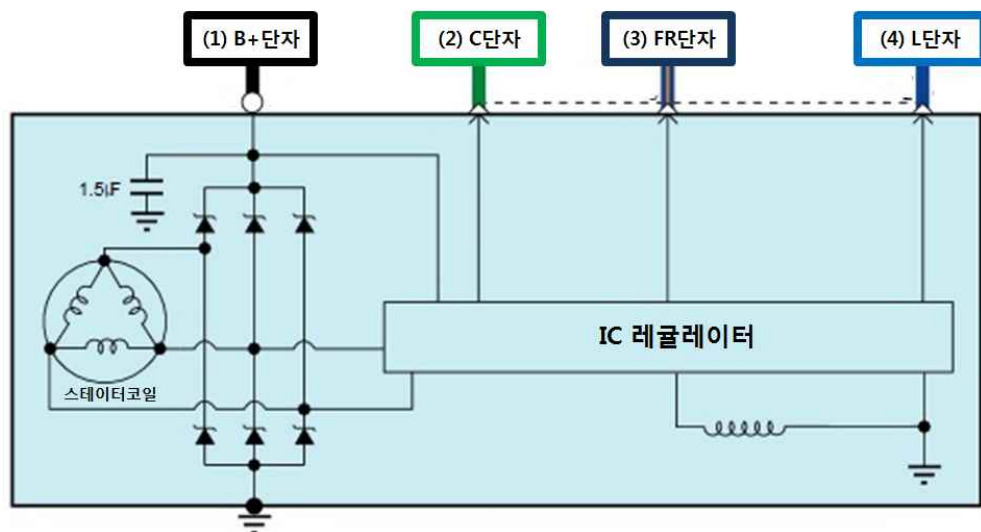 (1) B+단자
(2) C단자
(3) FR단자
(4) L단자
1.5μF
IC 레귤레이터
스테이터코일